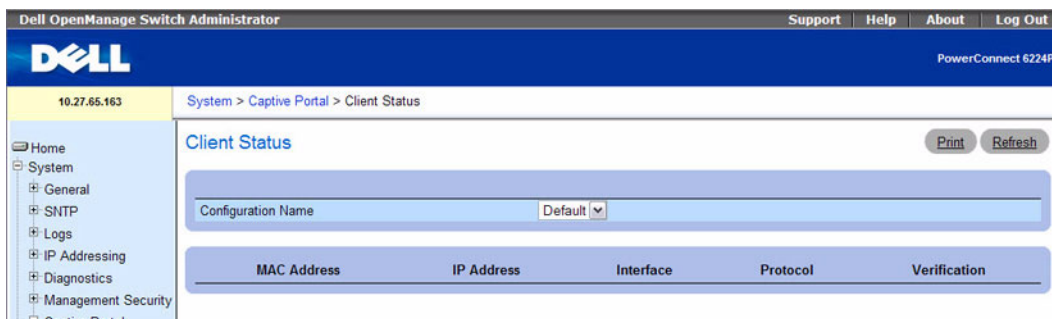 Dell OpenManage Switch Administrator
Support Help About Log Out
DELL
PowerConnect 6224P
10.27.65.163
System > Captive Portal > Client Status
Client Status
Print Refresh
Home
System
General
SNTP
Logs
IP Addressing
Diagnostics
Management Security
Configuration Name Default
MAC Address IP Address Interface Protocol Verification